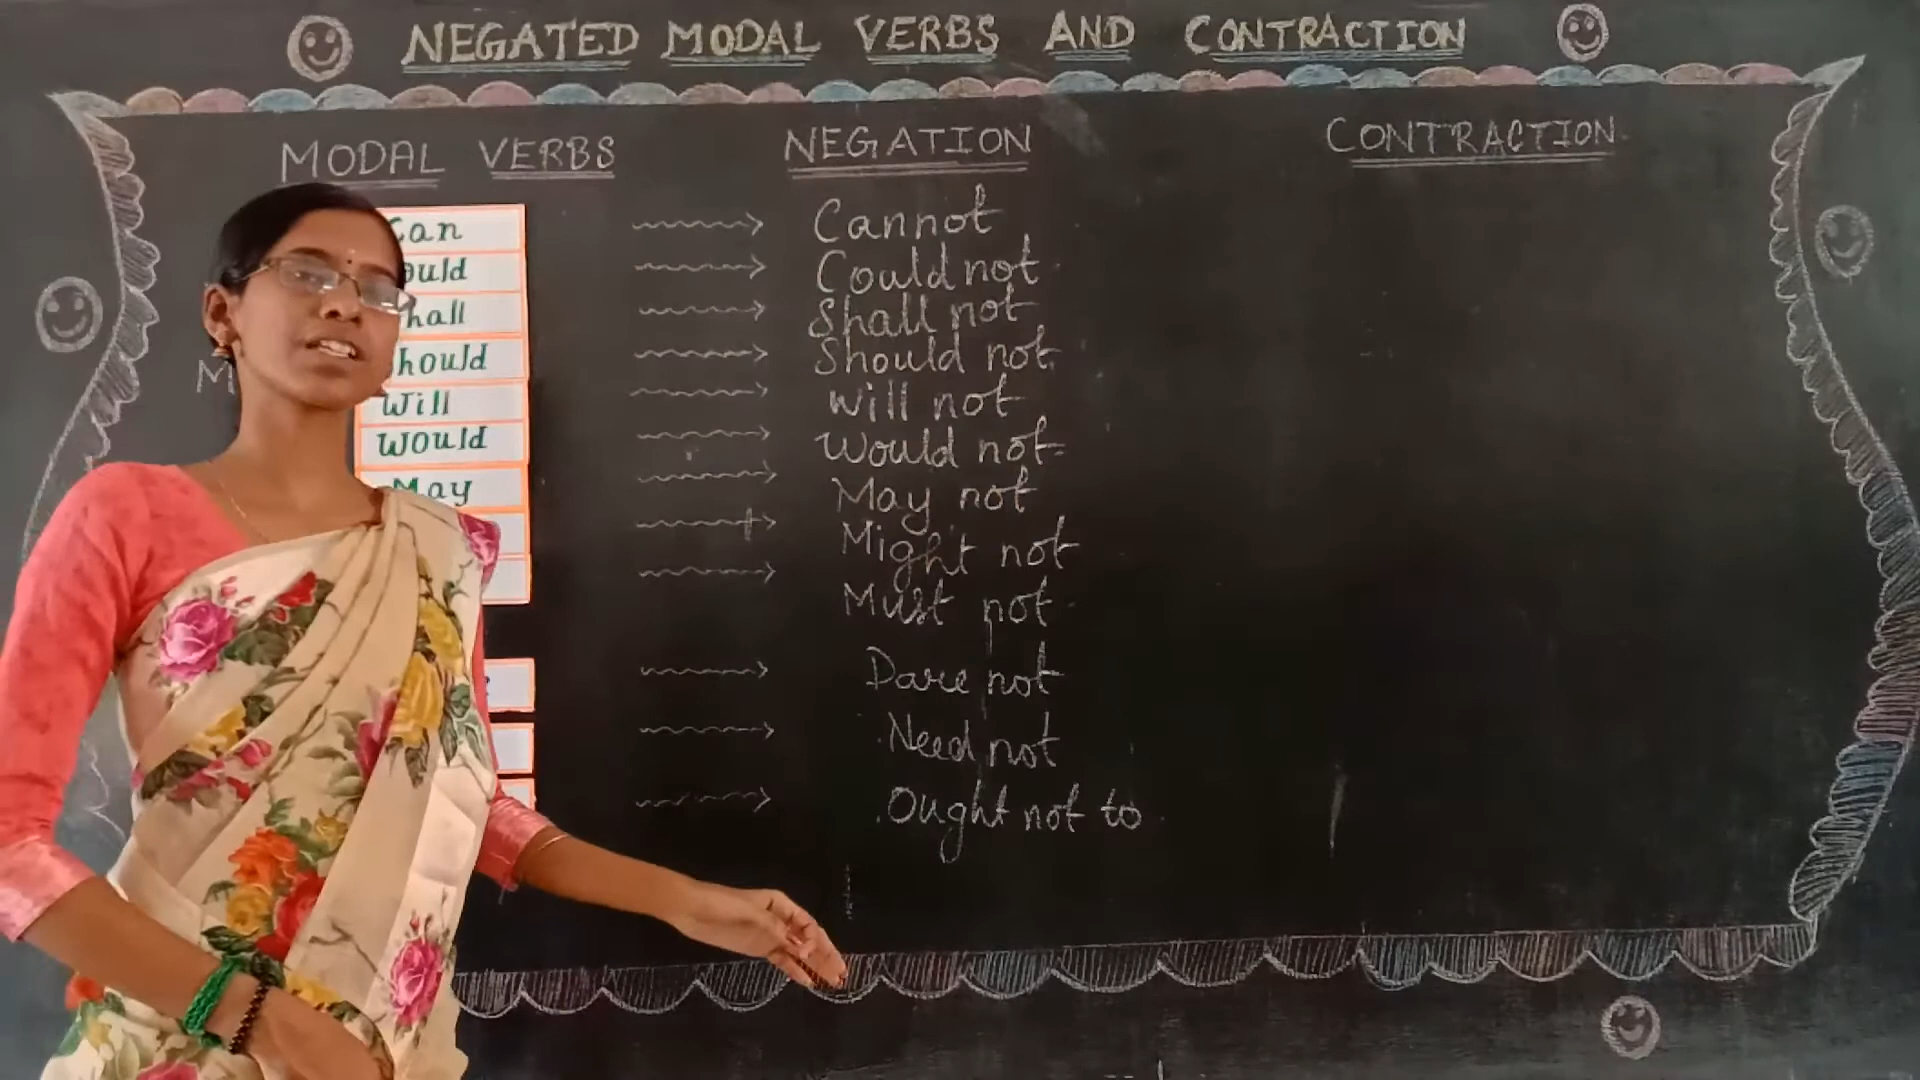 NEGATED MODAL VERBS AND CONTRACTION
MODAL VERBS NEGATION CONTRACTION
Can Cannot
ould Could not
hall Shall not
hould Should not
Will will not
Would Would not
May May not
Might not
Must not
Dare not
Need not
Ought not to
M